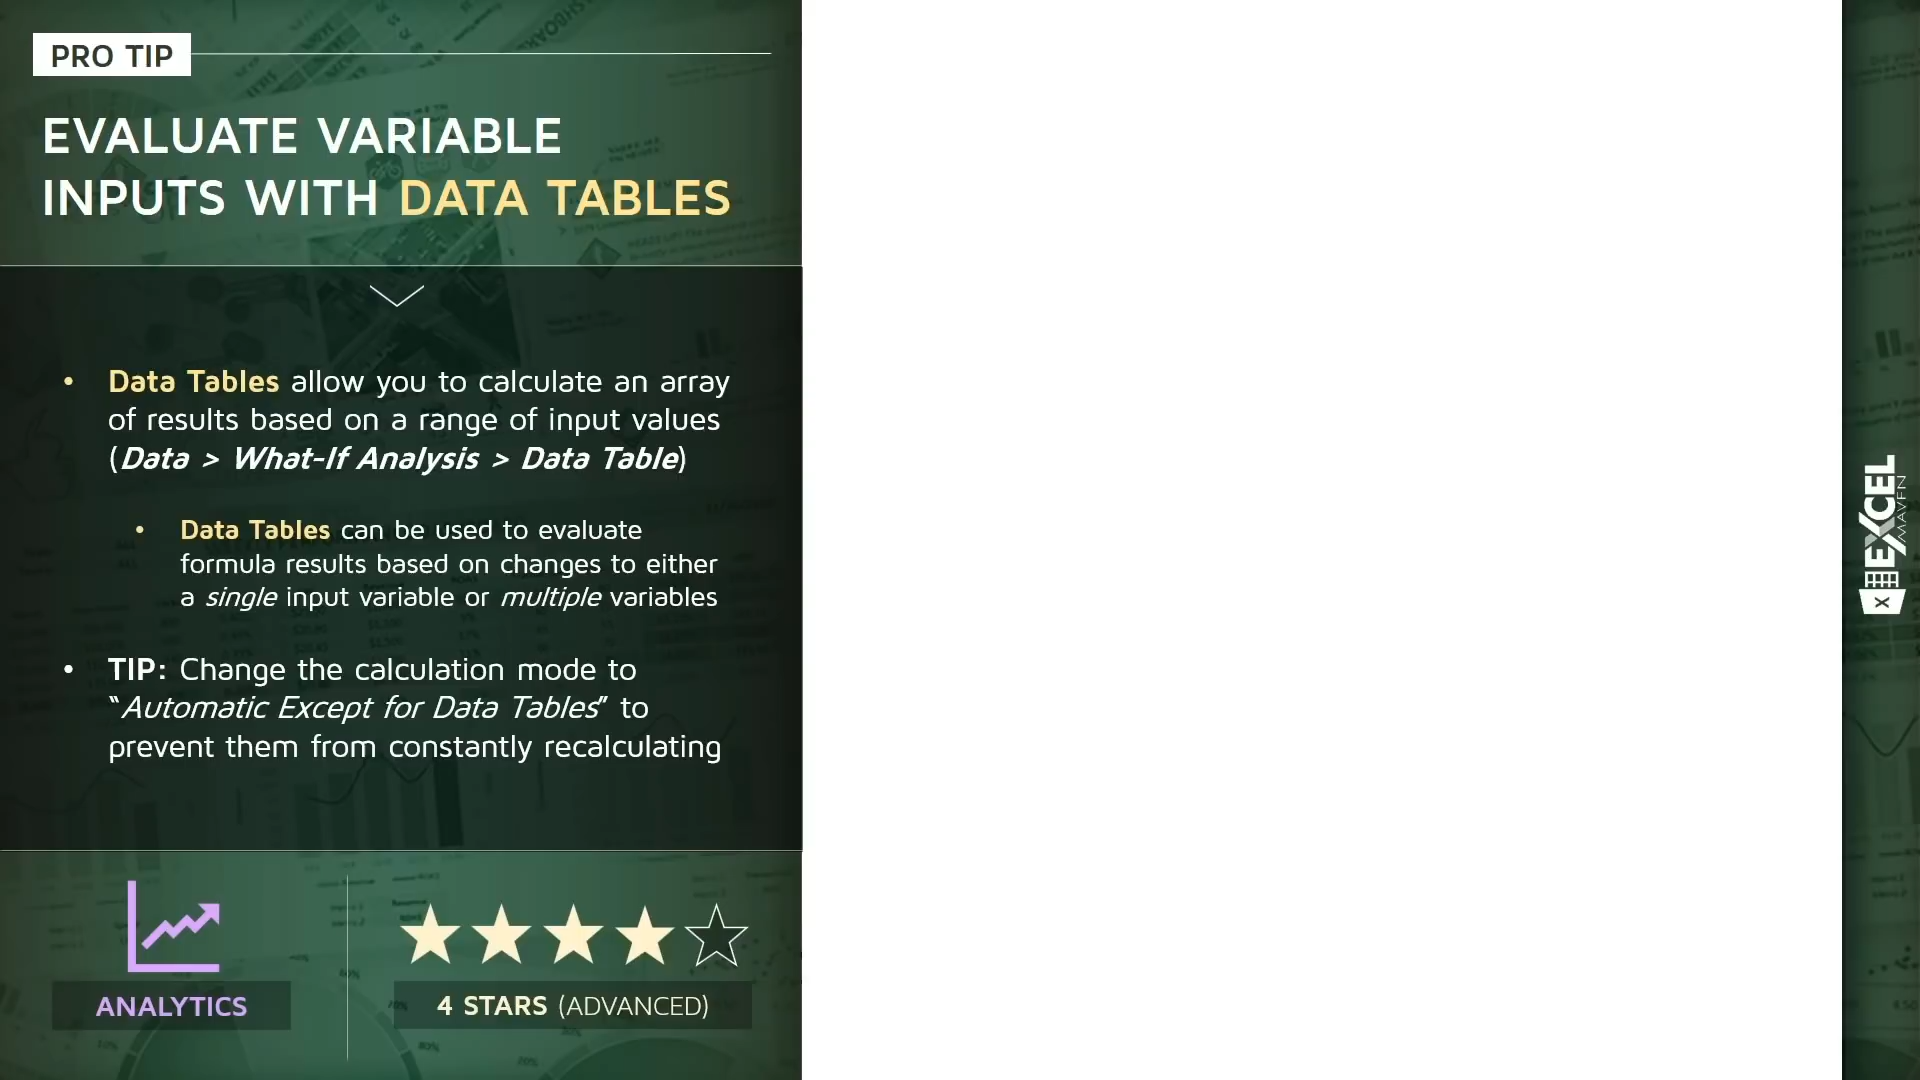 PRO TIP
EVALUATE VARIABLE
INPUTS WITH DATA TABLES
• Data Tables allow you to calculate an array
of results based on a range of input values
(Data > What-If Analysis > Data Table)
• Data Tables can be used to evaluate
formula results based on changes to either
a single input variable or multiple variables
• TIP: Change the calculation mode to
“Automatic Except for Data Tables” to
prevent them from constantly recalculating
ANALYTICS
4 STARS (ADVANCED)
X EXCEL
MAVEN